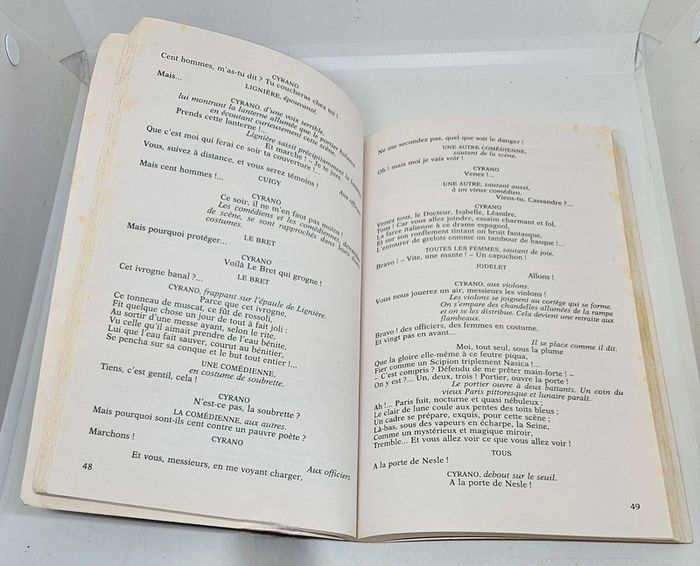 CYRANO
Cent hommes, m'as-tu dit ? Tu coucheras chez toi !
LIGNIÈRE, épouvanté.
Mais...
CYRANO, d'une voix terrible,
lui montrant la lanterne allumée que le portier balance
en écoutant curieusement cette scène.
Prends cette lanterne !...
Lignière saisit précipitamment la lanterne.
Et marche ! – Je te jure
Que c'est moi qui ferai ce soir ta couverture !...
Aux officiers.
Vous, suivez à distance, et vous serez témoins !
CUIGY
Mais cent hommes !...
CYRANO
Ce soir, il ne m'en faut pas moins !
Les comédiens et les comédiennes, descendus
de scène, se sont rapprochés dans leurs divers
costumes.
LE BRET
Mais pourquoi protéger...
CYRANO
Voilà Le Bret qui grogne !
LE BRET
Cet ivrogne banal ?...
CYRANO, frappant sur l'épaule de Lignière.
Parce que cet ivrogne,
Ce tonneau de muscat, ce fût de rossoli,
Fit quelque chose un jour de tout à fait joli :
Au sortir d'une messe ayant, selon le rite,
Vu celle qu'il aimait prendre de l'eau bénite,
Lui que l'eau fait sauver, courut au bénitier,
Se pencha sur sa conque et le but tout entier !...
UNE COMÉDIENNE,
en costume de soubrette.
Tiens, c'est gentil, cela !
CYRANO
N'est-ce pas, la soubrette ?
LA COMÉDIENNE, aux autres.
Mais pourquoi sont-ils cent contre un pauvre poète ?
CYRANO
Marchons !
Aux officiers.
Et vous, messieurs, en me voyant charger,
48
Ne me secondez pas, quel que soit le danger !
UNE AUTRE COMÉDIENNE,
sautant de la scène.
Oh ! mais moi je vais voir !
CYRANO
Venez !...
UNE AUTRE, sautant aussi,
à un vieux comédien.
Viens-tu, Cassandre ?...
CYRANO
Venez tous, le Docteur, Isabelle, Léandre,
Tous ! Car vous allez joindre, essaim charmant et fol,
La farce italienne à ce drame espagnol,
Et sur son ronflement tintant un bruit fantasque,
L'entourer de grelots comme un tambour de basque !...
TOUTES LES FEMMES, sautant de joie.
Bravo ! – Vite, une mante ! – Un capuchon !
JODELET
Allons !
CYRANO, aux violons.
Vous nous jouerez un air, messieurs les violons !
Les violons se joignent au cortège qui se forme.
On s'empare des chandelles allumées de la rampe
et on se les distribue. Cela devient une retraite aux
flambeaux.
Bravo ! des officiers, des femmes en costume,
Et vingt pas en avant...
Il se place comme il dit.
Moi, tout seul, sous la plume
Que la gloire elle-même à ce feutre piqua,
Fier comme un Scipion triplement Nasica !...
– C'est compris ? Défendu de me prêter main-forte ! –
On y est ?... Un, deux, trois ! Portier, ouvre la porte !
Le portier ouvre à deux battants. Un coin du
vieux Paris pittoresque et lunaire paraît.
Ah !... Paris fuit, nocturne et quasi nébuleux ;
Le clair de lune coule aux pentes des toits bleus ;
Un cadre se prépare, exquis, pour cette scène ;
Là-bas, sous des vapeurs en écharpe, la Seine,
Comme un mystérieux et magique miroir,
Tremble... Et vous allez voir ce que vous allez voir !
TOUS
A la porte de Nesle !
CYRANO, debout sur le seuil.
A la porte de Nesle !
49